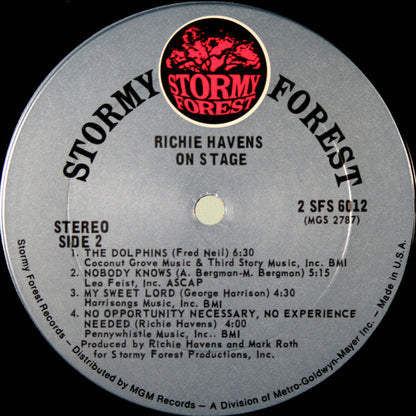 STORMY FOREST
STORMY
FOREST
RICHIE HAVENS
ON STAGE
2 SFS 6012
(MGS 2787)
STEREO
SIDE 2
1. THE DOLPHINS (Fred Neil) 6:30
Coconut Grove Music & Third Story Music, Inc. BMI
2. NOBODY KNOWS (A. Bergman-M. Bergman) 5:15
Leo Feist, Inc. ASCAP
3. MY SWEET LORD (George Harrison) 4:30
Harrisongs Music, Inc. BMI
4. NO OPPORTUNITY NECESSARY, NO EXPERIENCE
NEEDED (Richie Havens) 4:00
Pennywhistle Music, Inc.. BMI
Produced by Richie Havens and Mark Roth
for Stormy Forest Productions, Inc.
Stormy Forest Records - Distributed by MGM Records - A Division of Metro-Goldwyn-Mayer Inc. - Made in U.S.A.